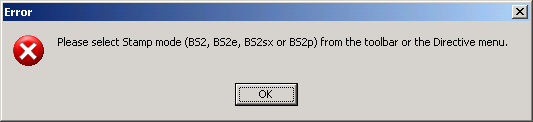 Error
Please select Stamp mode (BS2, BS2e, BS2sx or BS2p) from the toolbar or the Directive menu.
OK